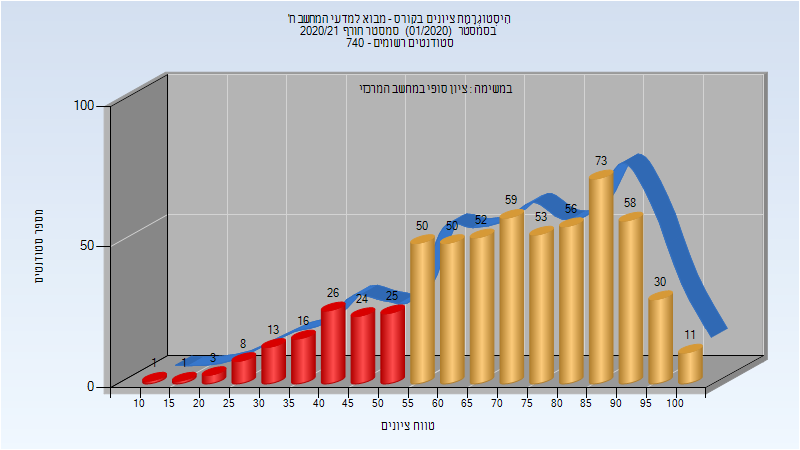 היסטוגרמת ציונים בקורס - מבוא למדעי המחשב ח'
בסמסטר (01/2020) סמסטר חורף 2020/21
סטודנטים רשומים - 740
במשימה : ציון סופי במחשב המרכזי
מספר סטודנטים
100
50
0
1 1 3 8 13 16 26 24 25 50 50 52 59 53 56 73 58 30 11
10 15 20 25 30 35 40 45 50 55 60 65 70 75 80 85 90 95 100
טווח ציונים